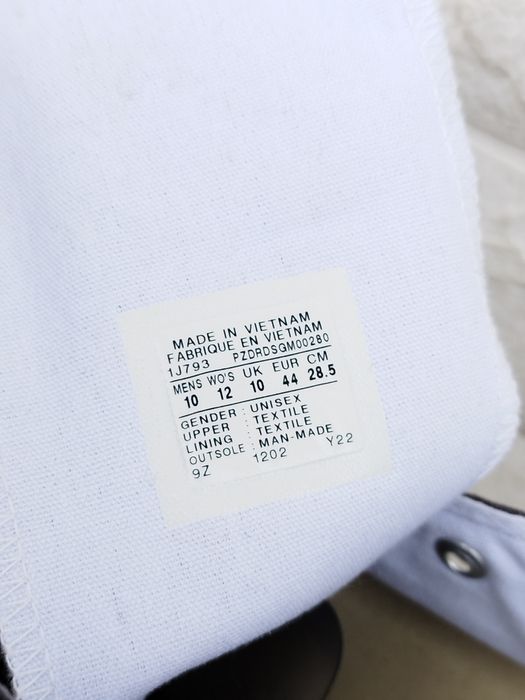 MADE IN VIETNAM
FABRIQUE EN VIETNAM
1J793 PZDRDSGM00280
MENS WO'S UK EUR CM
10 12 10 44 28.5
GENDER : UNISEX
UPPER : TEXTILE
LINING : TEXTILE
OUTSOLE : MAN-MADE
9Z 1202 Y22